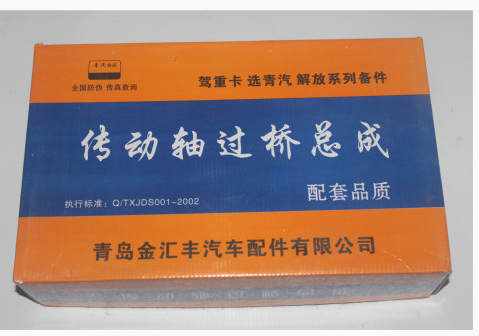 全国防伪 传真查询
驾重卡 选青汽 解放系列备件
传动轴过桥总成
执行标准：Q/TXJDS001-2002
配套品质
青岛金汇丰汽车配件有限公司